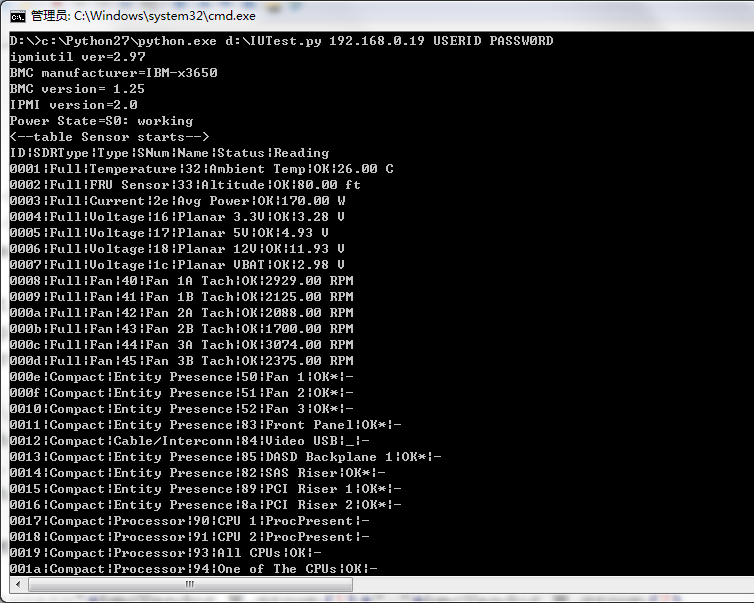 管理员: C:\Windows\system32\cmd.exe
D:\>c:\Python27\python.exe d:\IUTest.py 192.168.0.19 USERID PASSW0RD
ipmiutil ver=2.97
BMC manufacturer=IBM-x3650
BMC version= 1.25
IPMI version=2.0
Power State=S0: working
<--table Sensor starts-->
ID|SDRType|Type|SNum|Name|Status|Reading
0001|Full|Temperature|32|Ambient Temp|OK|26.00 C
0002|Full|FRU Sensor|33|Altitude|OK|80.00 ft
0003|Full|Current|2e|Avg Power|OK|170.00 W
0004|Full|Voltage|16|Planar 3.3V|OK|3.28 V
0005|Full|Voltage|17|Planar 5V|OK|4.93 V
0006|Full|Voltage|18|Planar 12V|OK|11.93 V
0007|Full|Voltage|1c|Planar VBAT|OK|2.98 V
0008|Full|Fan|40|Fan 1A Tach|OK|2929.00 RPM
0009|Full|Fan|41|Fan 1B Tach|OK|2125.00 RPM
000a|Full|Fan|42|Fan 2A Tach|OK|2088.00 RPM
000b|Full|Fan|43|Fan 2B Tach|OK|1700.00 RPM
000c|Full|Fan|44|Fan 3A Tach|OK|3074.00 RPM
000d|Full|Fan|45|Fan 3B Tach|OK|2375.00 RPM
000e|Compact|Entity Presence|50|Fan 1|OK*|-
000f|Compact|Entity Presence|51|Fan 2|OK*|-
0010|Compact|Entity Presence|52|Fan 3|OK*|-
0011|Compact|Entity Presence|83|Front Panel|OK*|-
0012|Compact|Cable/Interconn|84|Video USB|_|-
0013|Compact|Entity Presence|85|DASD Backplane 1|OK*|-
0014|Compact|Entity Presence|82|SAS Riser|OK*|-
0015|Compact|Entity Presence|89|PCI Riser 1|OK*|-
0016|Compact|Entity Presence|8a|PCI Riser 2|OK*|-
0017|Compact|Processor|90|CPU 1|ProcPresent|-
0018|Compact|Processor|91|CPU 2|ProcPresent|-
0019|Compact|Processor|93|All CPUs|OK|-
001a|Compact|Processor|94|One of The CPUs|OK|-